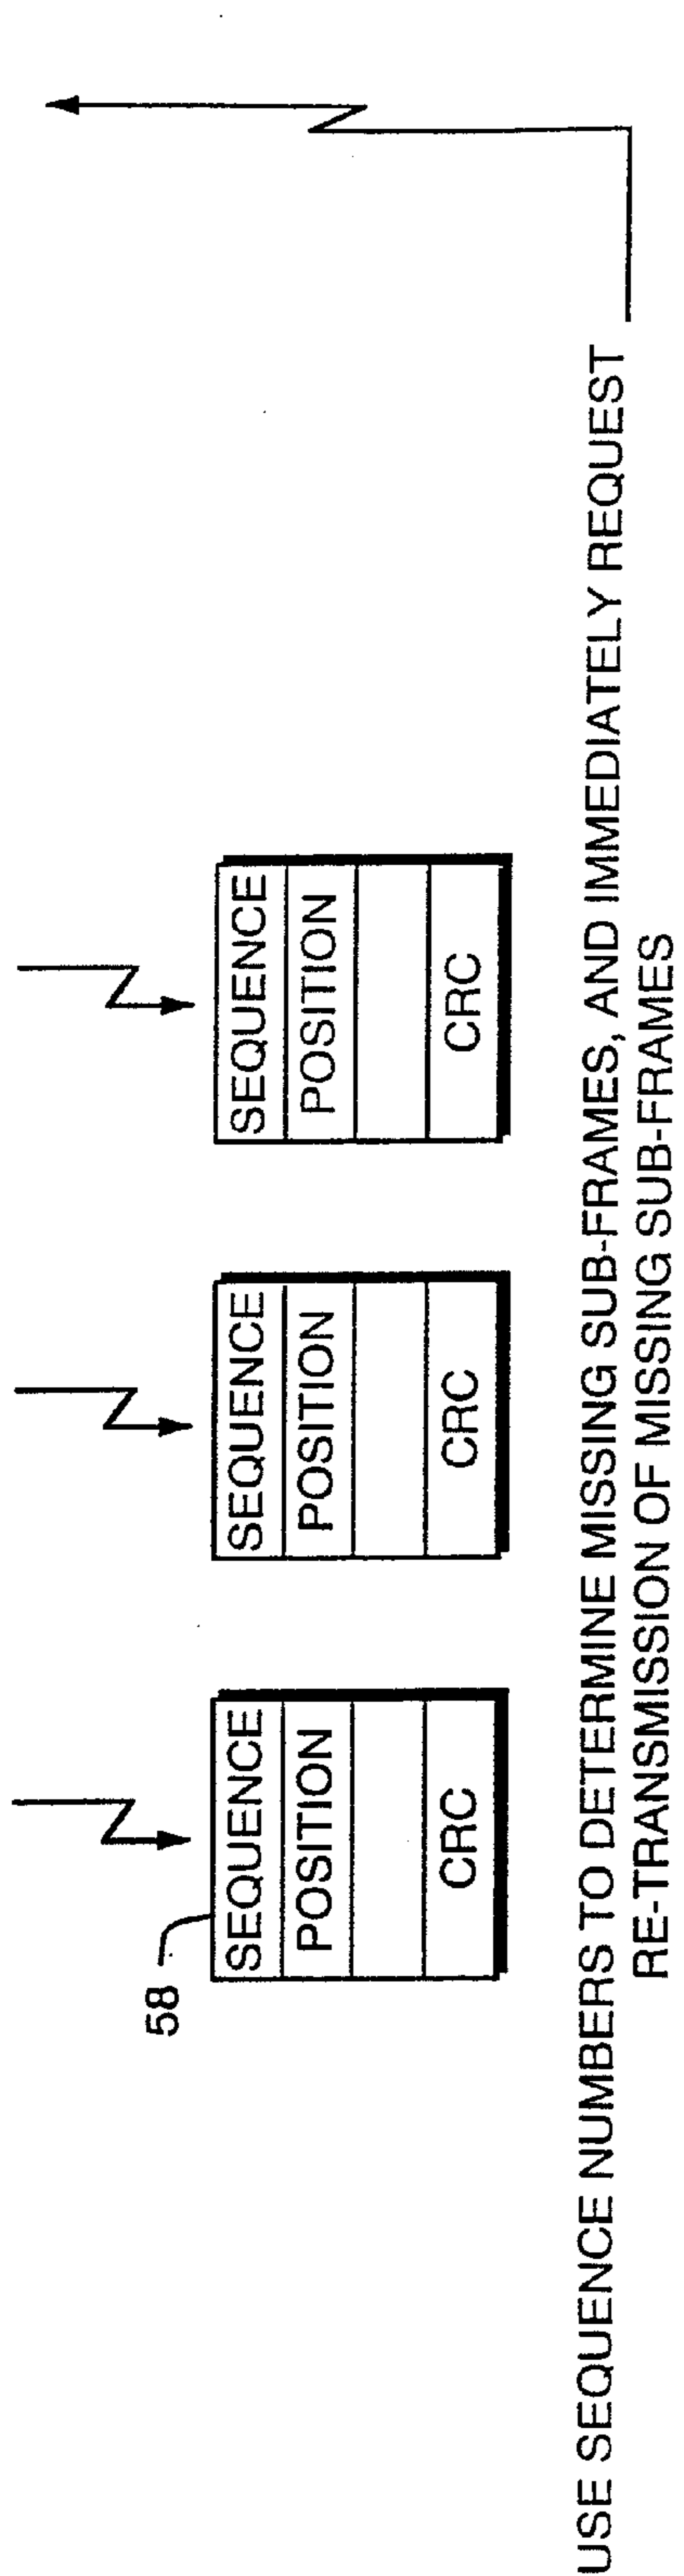 58
SEQUENCE
POSITION
CRC
SEQUENCE
POSITION
CRC
SEQUENCE
POSITION
CRC
USE SEQUENCE NUMBERS TO DETERMINE MISSING SUB-FRAMES, AND IMMEDIATELY REQUEST
RE-TRANSMISSION OF MISSING SUB-FRAMES